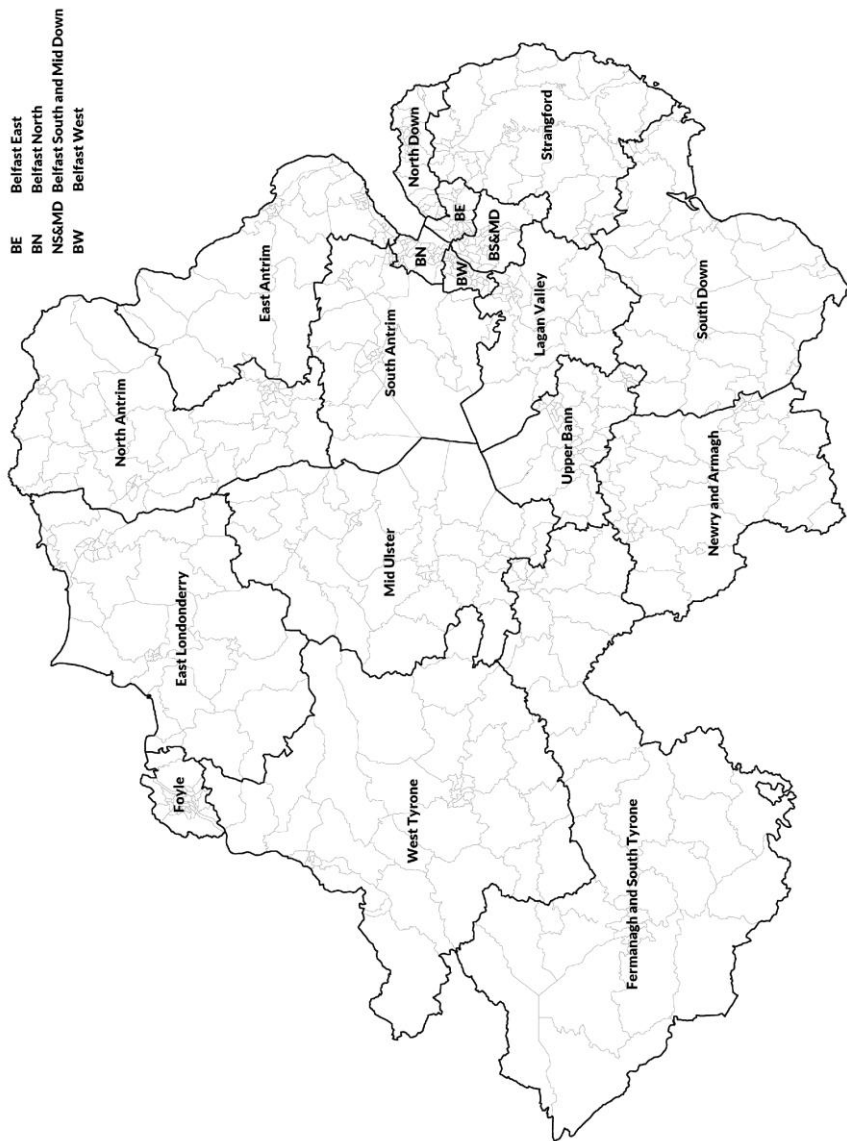 BE Belfast East
BN Belfast North
NS&MD Belfast South and Mid Down
BW Belfast West
Foyle
East Londonderry
North Antrim
East Antrim
West Tyrone
Mid Ulster
South Antrim
BN
North Down
BW
BE
BS&MD
Strangford
Fermanagh and South Tyrone
Upper Bann
Lagan Valley
Newry and Armagh
South Down